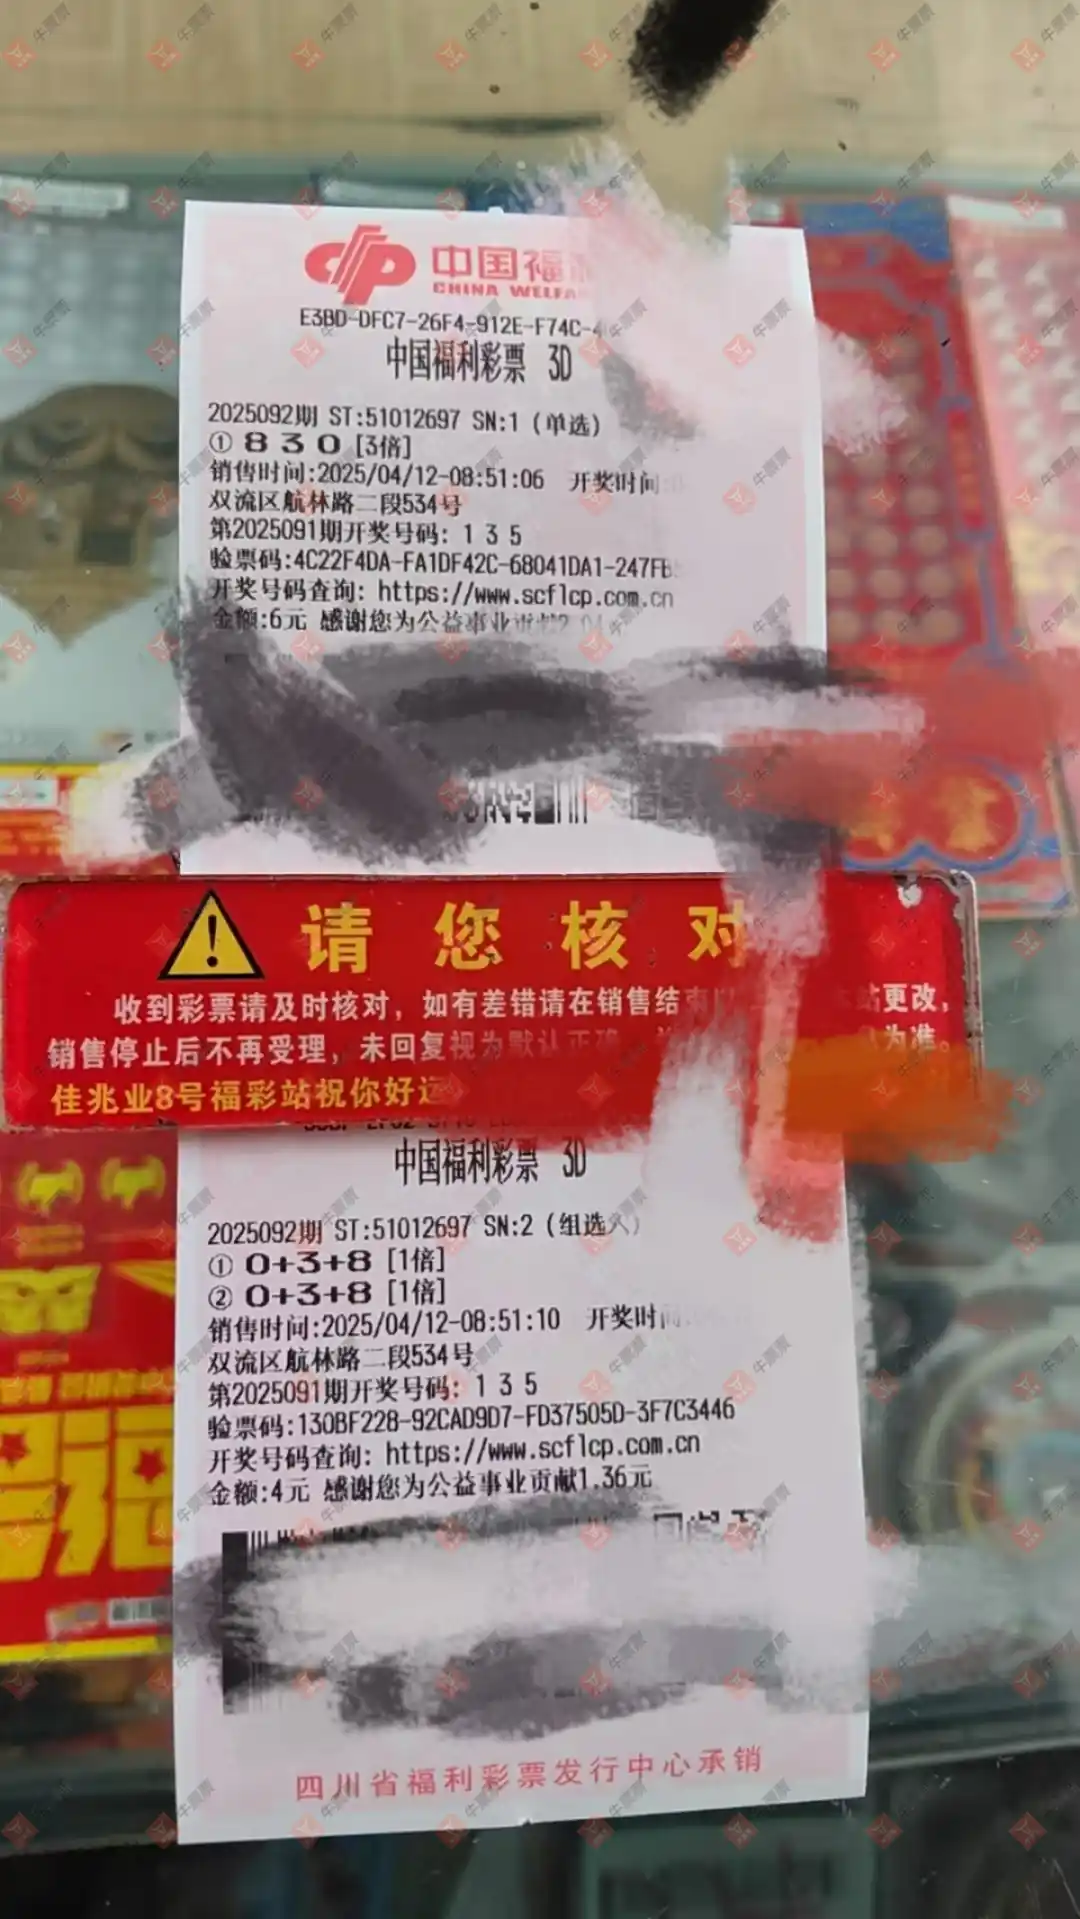 中国福
CHINA WELFA
E3BD-DFC7-26F4-912E-F74C-4
中国福利彩票 3D
2025092期 ST:51012697 SN:1 (单选)
① 8 3 0 [3倍]
销售时间:2025/04/12-08:51:06 开奖时间
双流区航林路二段534号
第2025091期开奖号码: 1 3 5
验票码:4C22F4DA-FA1DF42C-68041DA1-247FB
开奖号码查询: https://www.scflcp.com.cn
金额:6元 感谢您为公益事业贡献2.04
请您核对
收到彩票请及时核对，如有差错请在销售结 站更改，
销售停止后不再受理，未回复视为默认正确 为准。
佳兆业8号福彩站祝你好运
中国福利彩票 3D
2025092期 ST:51012697 SN:2 (组选
① 0+3+8 [1倍]
② 0+3+8 [1倍]
销售时间:2025/04/12-08:51:10 开奖时间
双流区航林路二段534号
第2025091期开奖号码: 1 3 5
验票码:130BF228-92CAD9D7-FD37505D-3F7C3446
开奖号码查询: https://www.scflcp.com.cn
金额:4元 感谢您为公益事业贡献1.36元
四川省福利彩票发行中心承销
牛票票